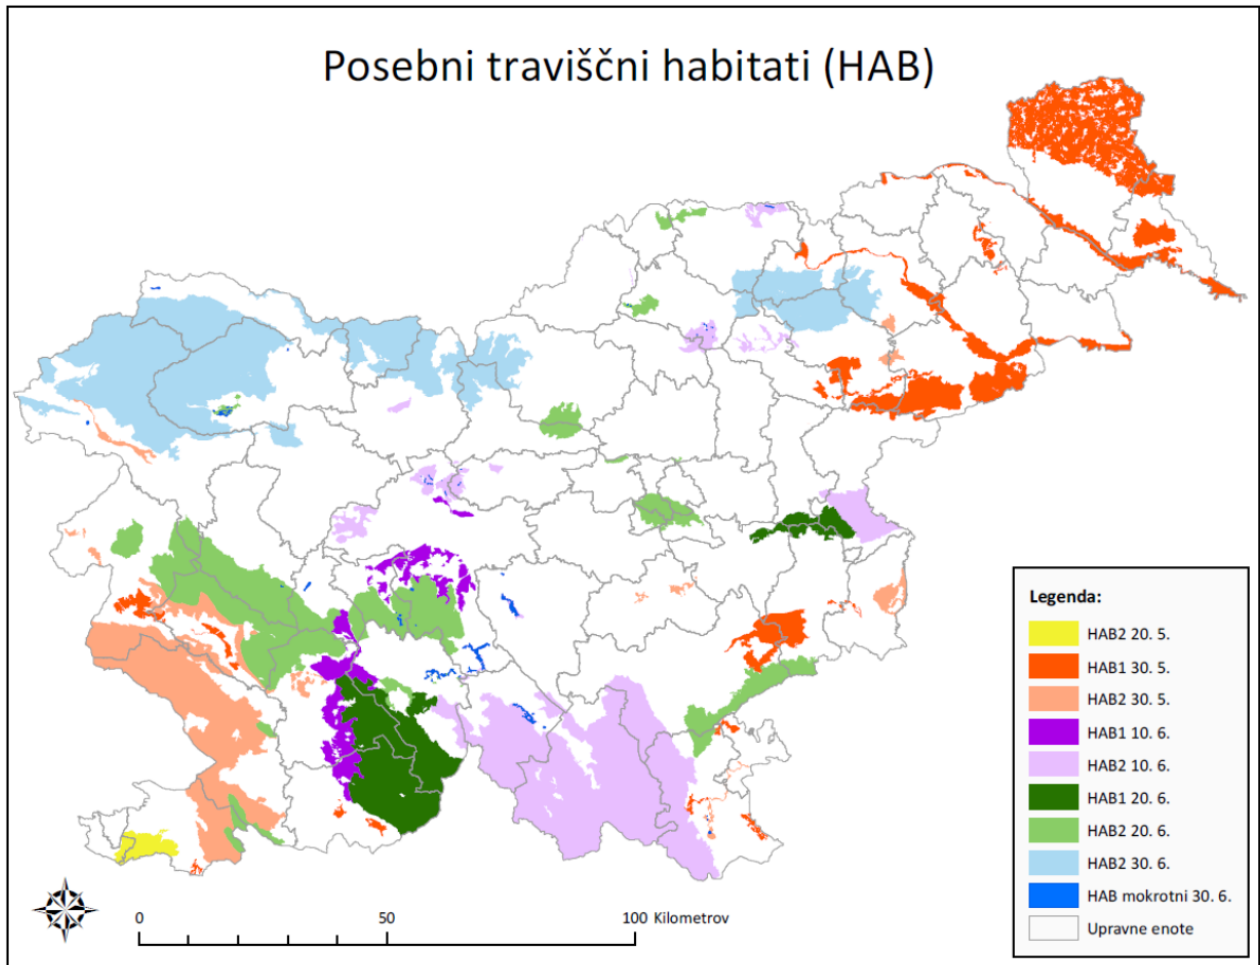 Posebni traviščni habitati (HAB)
Legenda:
HAB2 20. 5.
HAB1 30. 5.
HAB2 30. 5.
HAB1 10. 6.
HAB2 10. 6.
HAB1 20. 6.
HAB2 20. 6.
HAB2 30. 6.
HAB mokrotni 30. 6.
Upravne enote
0 50 100 Kilometrov